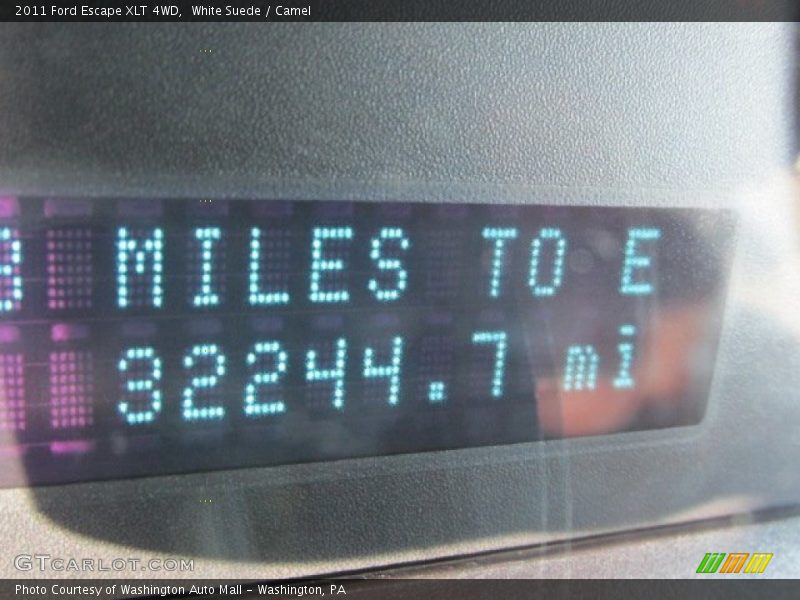 2011 Ford Escape XLT 4WD, White Suede / Camel
3 MILES TO E
32244.7 mi
GTCARLOT.COM
Photo Courtesy of Washington Auto Mall - Washington, PA